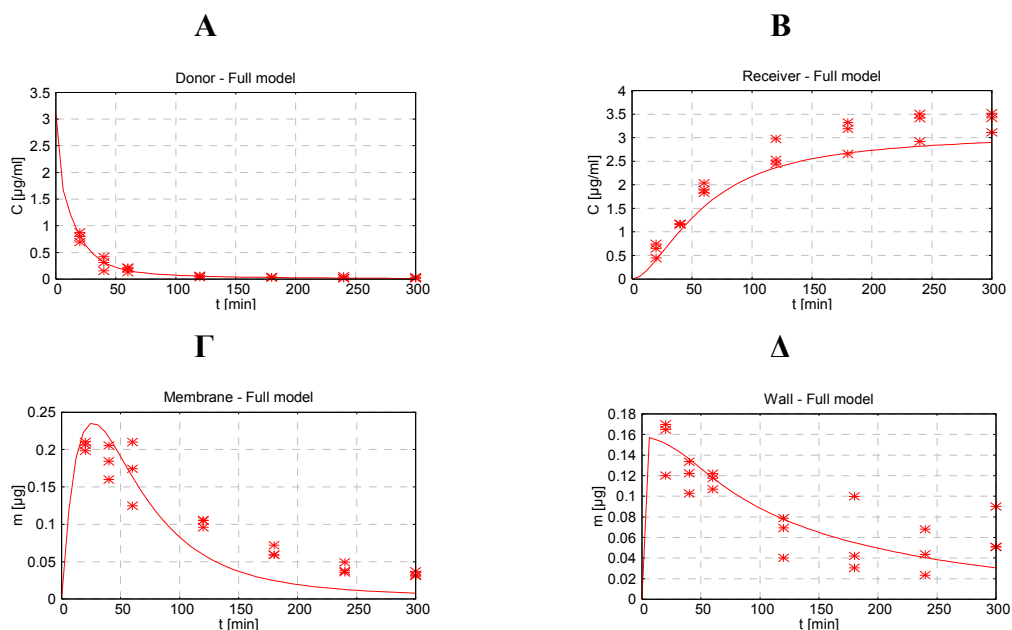 Α
Donor - Full model
3.5
3
2.5
2
1.5
1
0.5
0
C [µg/ml]
0 50 100 150 200 250 300
t [min]
Β
Receiver - Full model
4
3.5
3
2.5
2
1.5
1
0.5
0
C [µg/ml]
0 50 100 150 200 250 300
t [min]
Γ
Membrane - Full model
0.25
0.2
0.15
0.1
0.05
0
m [µg]
0 50 100 150 200 250 300
t [min]
Δ
Wall - Full model
0.18
0.16
0.14
0.12
0.1
0.08
0.06
0.04
0.02
0
m [µg]
0 50 100 150 200 250 300
t [min]